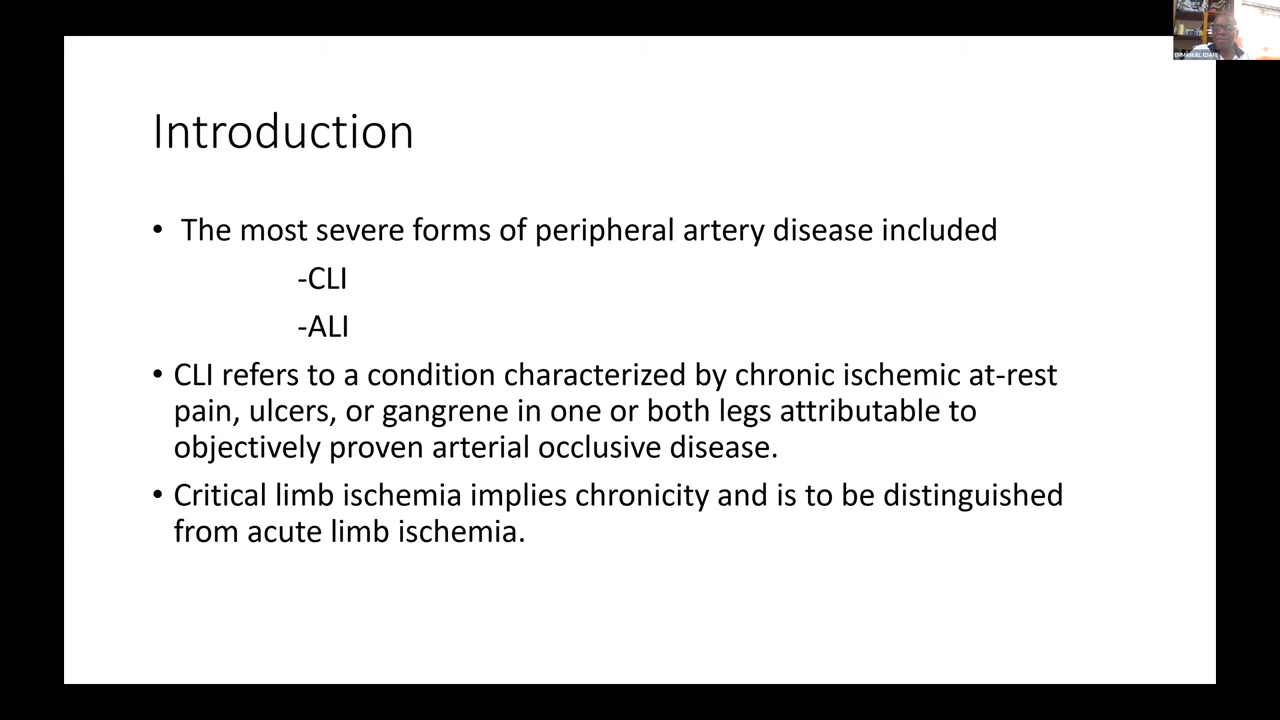 EMMANUEL EDAFE
Introduction
• The most severe forms of peripheral artery disease included
-CLI
-ALI
• CLI refers to a condition characterized by chronic ischemic at-rest
pain, ulcers, or gangrene in one or both legs attributable to
objectively proven arterial occlusive disease.
• Critical limb ischemia implies chronicity and is to be distinguished
from acute limb ischemia.